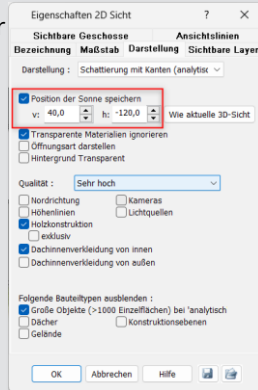 Eigenschaften 2D Sicht ? ×
Sichtbare Geschosse Ansichtslinien
Bezeichnung Maßstab Darstellung Sichtbare Layer
Darstellung : Schattierung mit Kanten (analytisc
Position der Sonne speichern
v: 40,0 h: -120,0 Wie aktuelle 3D-Sicht
Transparente Materialien ignorieren
Öffnungsart darstellen
Hintergrund Transparent
Qualität : Sehr hoch
Nordrichtung Kameras
Höhenlinien Lichtquellen
Holzkonstruktion
exklusiv
Dachinnenverkleidung von innen
Dachinnenverkleidung von außen
Folgende Bauteiltypen ausblenden :
Große Objekte (>1000 Einzelflächen) bei 'analytisch
Dächer Konstruktionsebenen
Gelände
OK Abbrechen Hilfe